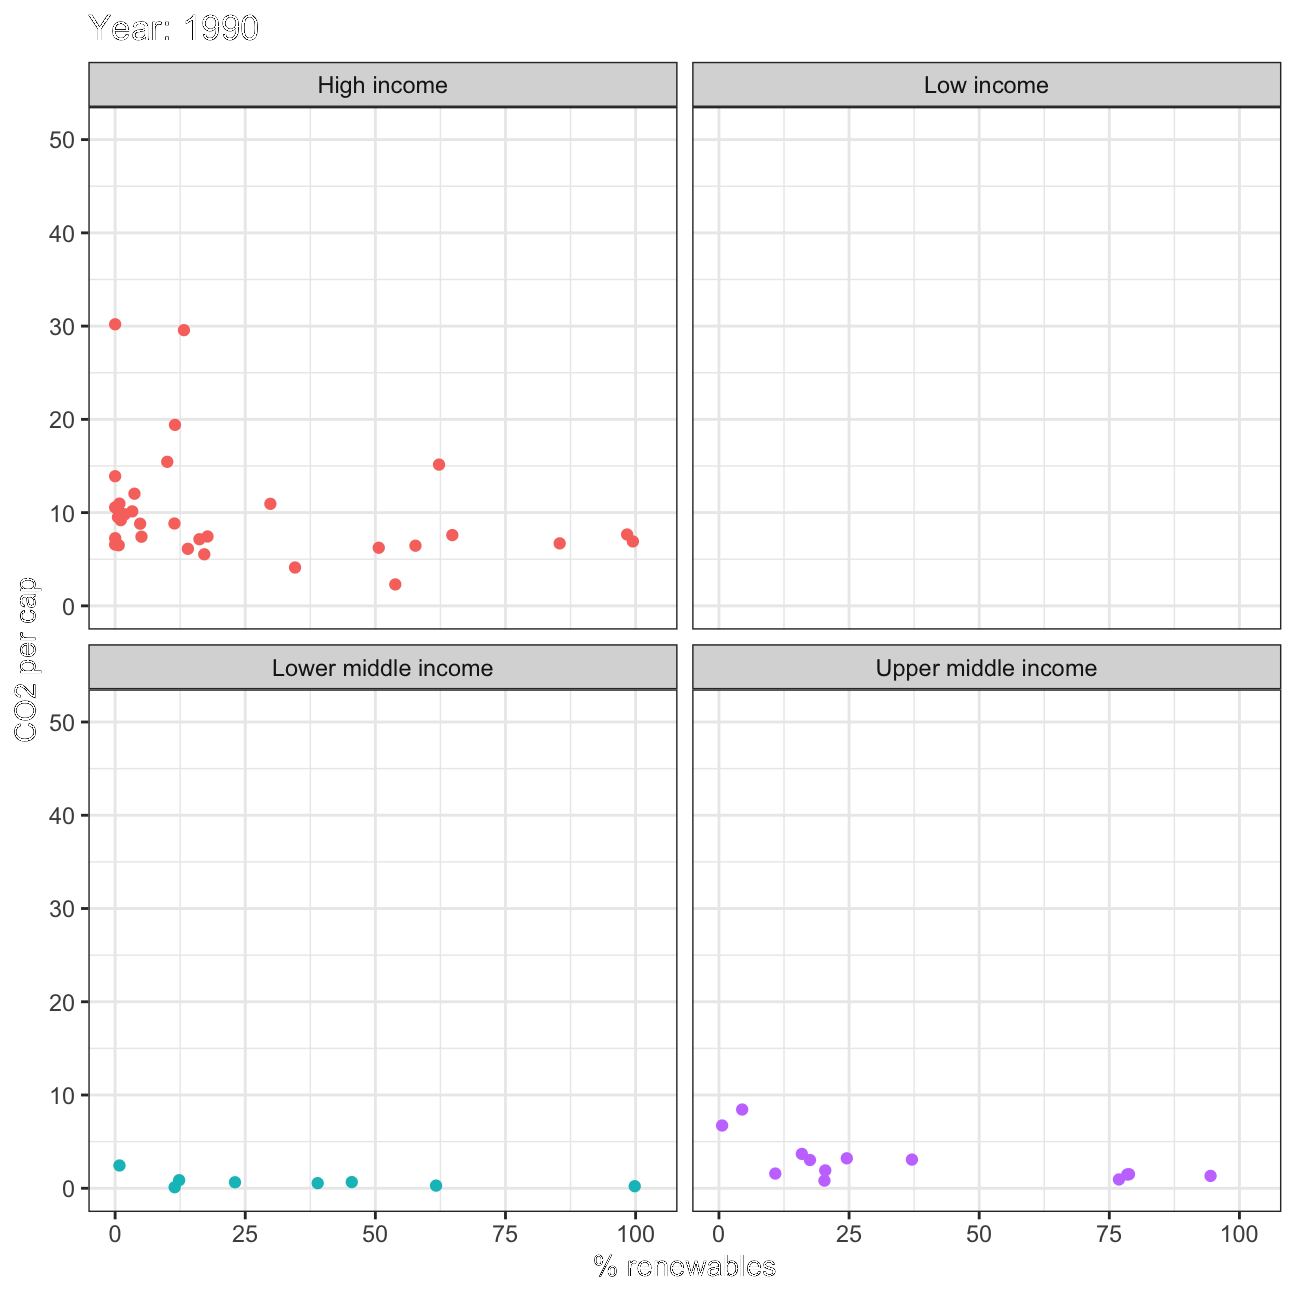 Year: 1990
High income
Low income
50
40
30
20
10
0
Lower middle income
Upper middle income
50
40
30
20
10
0
CO2 per cap
0 25 50 75 100
0 25 50 75 100
% renewables